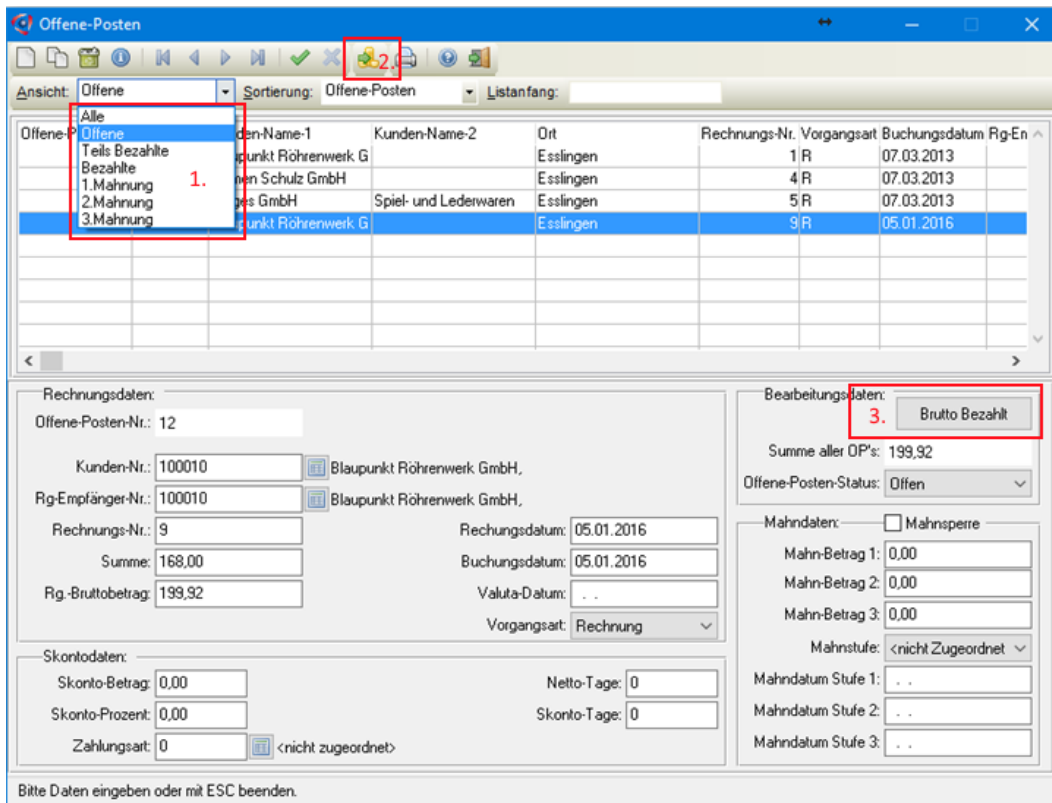 Offene-Posten
2.
Ansicht: Offene Sortierung: Offene-Posten Listanfang:
Alle
Offene
Teils Bezahlte
Bezahlte
1.Mahnung
2.Mahnung
3.Mahnung
1.
Offene-P den-Name-1 Kunden-Name-2 Ort Rechnungs-Nr. Vorgangsart Buchungsdatum Rg-En
punkt Röhrenwerk G Esslingen 1 R 07.03.2013
en Schulz GmbH Esslingen 4 R 07.03.2013
es GmbH Spiel- und Lederwaren Esslingen 5 R 07.03.2013
punkt Röhrenwerk G Esslingen 9 R 05.01.2016
Rechnungsdaten:
Offene-Posten-Nr.: 12
Kunden-Nr.: 100010 Blaupunkt Röhrenwerk GmbH,
Rg-Empfänger-Nr.: 100010 Blaupunkt Röhrenwerk GmbH,
Rechnungs-Nr.: 9 Rechungsdatum: 05.01.2016
Summe: 168,00 Buchungsdatum: 05.01.2016
Rg.-Bruttobetrag: 199,92 Valuta-Datum: . .
Vorgangsart: Rechnung
Skontodaten:
Skonto-Betrag: 0,00 Netto-Tage: 0
Skonto-Prozent: 0,00 Skonto-Tage: 0
Zahlungsart: 0 <nicht zugeordnet>
Bearbeitungsdaten:
3. Brutto Bezahlt
Summe aller OP's: 199,92
Offene-Posten-Status: Offen
Mahndaten: Mahnsperre
Mahn-Betrag 1: 0,00
Mahn-Betrag 2: 0,00
Mahn-Betrag 3: 0,00
Mahnstufe: <nicht Zugeordnet
Mahndatum Stufe 1: . .
Mahndatum Stufe 2: . .
Mahndatum Stufe 3: . .
Bitte Daten eingeben oder mit ESC beenden.